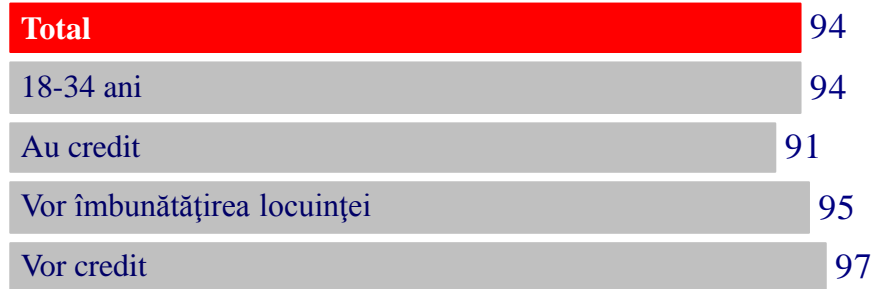 Total 94
18-34 ani 94
Au credit 91
Vor îmbunătăţirea locuinţei 95
Vor credit 97